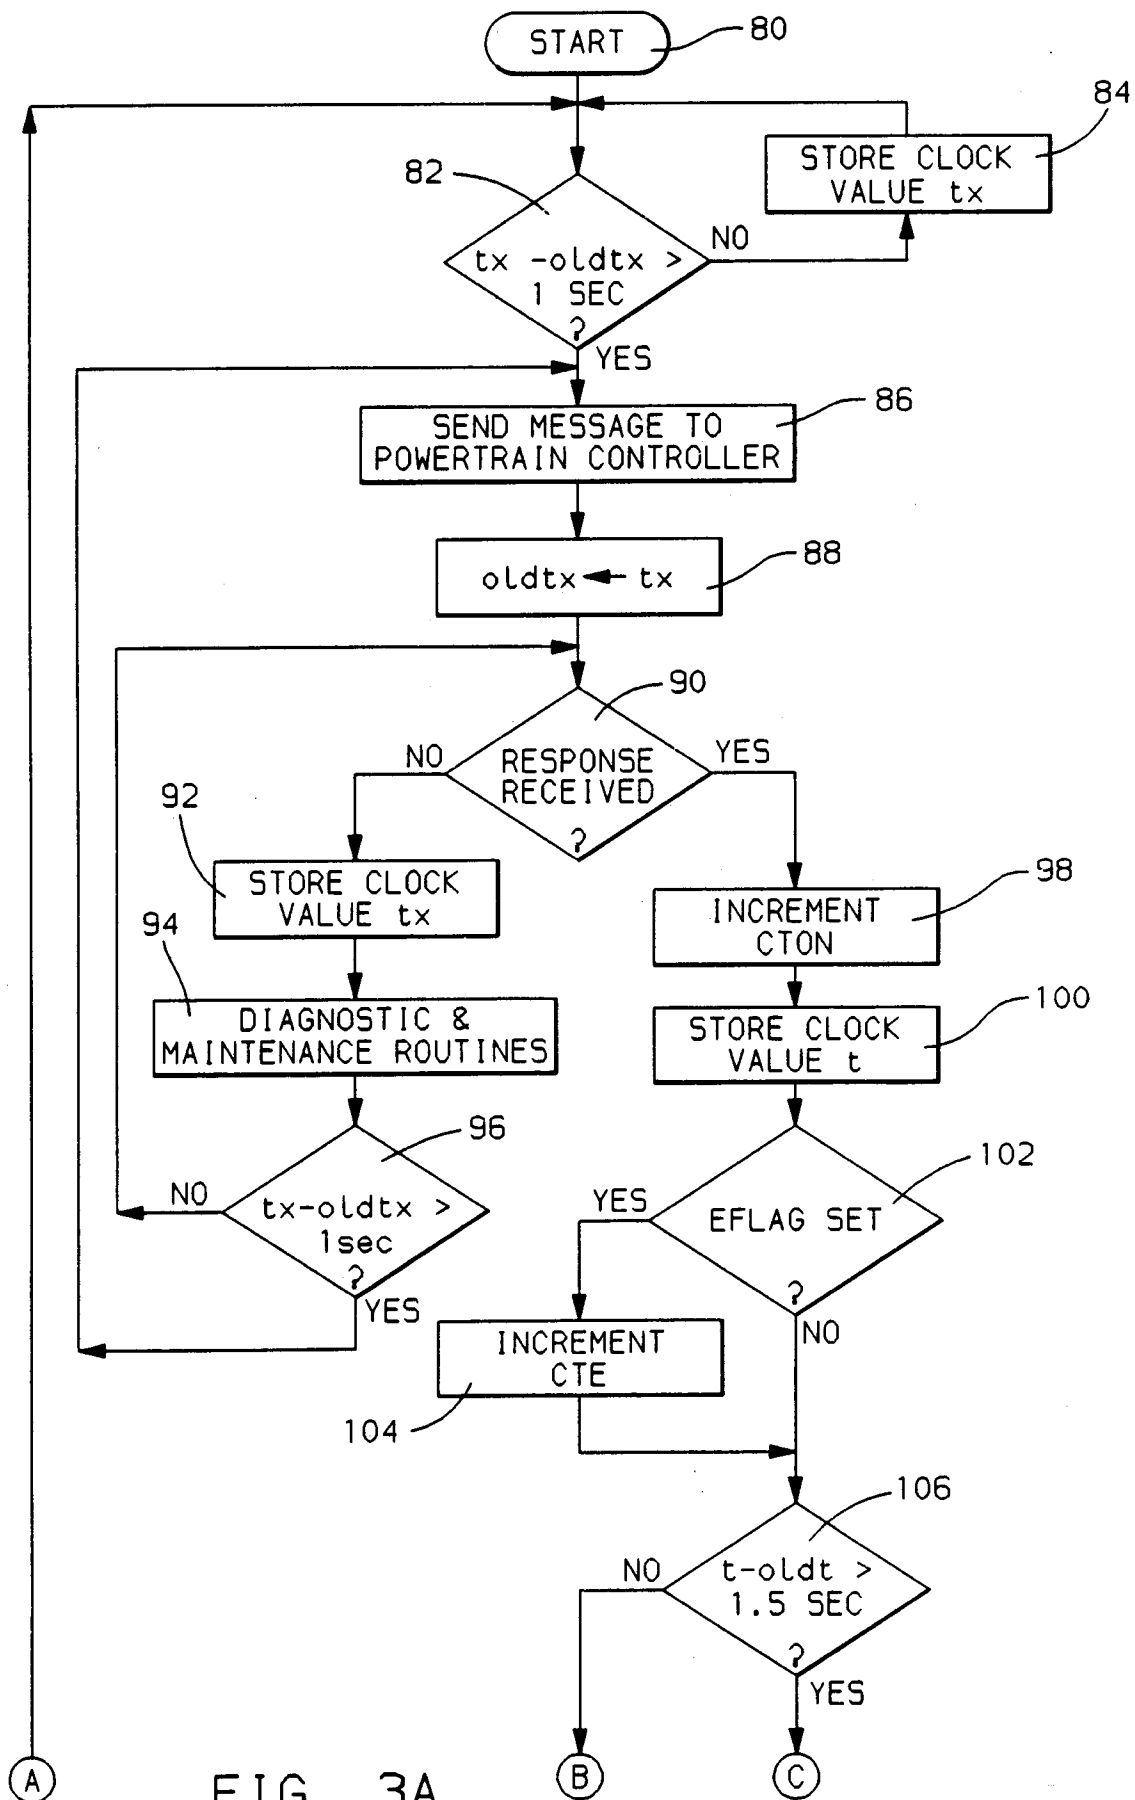 START
80
84
STORE CLOCK
VALUE tx
82
tx -oldtx >
1 SEC
?
NO
YES
86
SEND MESSAGE TO
POWERTRAIN CONTROLLER
88
oldtx ← tx
90
NO
RESPONSE
RECEIVED
?
YES
92
STORE CLOCK
VALUE tx
98
INCREMENT
CTON
94
DIAGNOSTIC &
MAINTENANCE ROUTINES
100
STORE CLOCK
VALUE t
96
NO
tx-oldtx >
1sec
?
YES
102
YES
EFLAG SET
?
NO
INCREMENT
CTE
104
106
NO
t-oldt >
1.5 SEC
?
YES
A
FIG. 3A
B
C